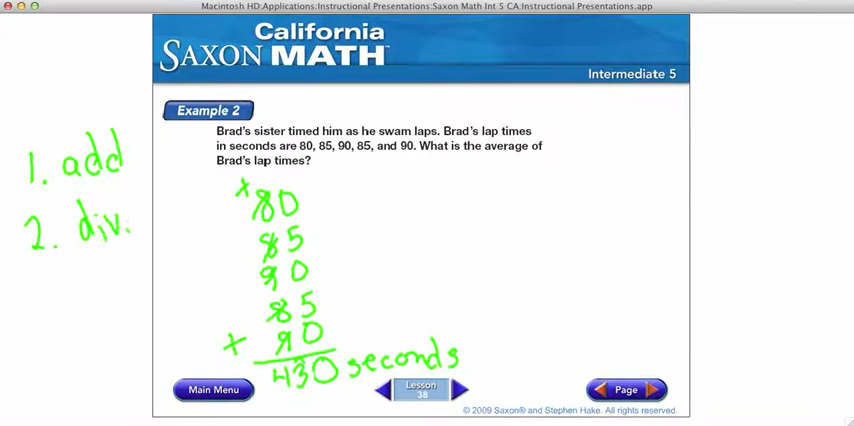 Macintosh HD:Applications:Instructional Presentations:Saxon Math Int 5 CA:Instructional Presentations.app
California
SAXON MATH™
Intermediate 5
Example 2
Brad's sister timed him as he swam laps. Brad's lap times
in seconds are 80, 85, 90, 85, and 90. What is the average of
Brad's lap times?
1. add
2. div.
+
80
85
90
85
+ 90
430 seconds
Main Menu
Lesson
38
Page
© 2009 Saxon® and Stephen Hake. All rights reserved.